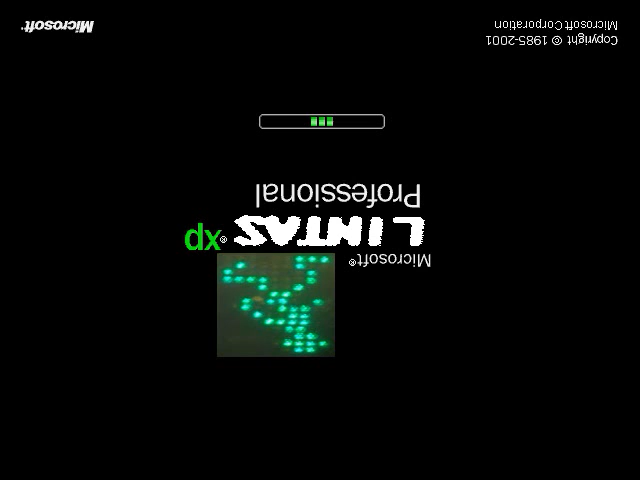 Microsoft®
LINTAS® xp
Professional
Copyright © 1985-2001
Microsoft Corporation
Microsoft®